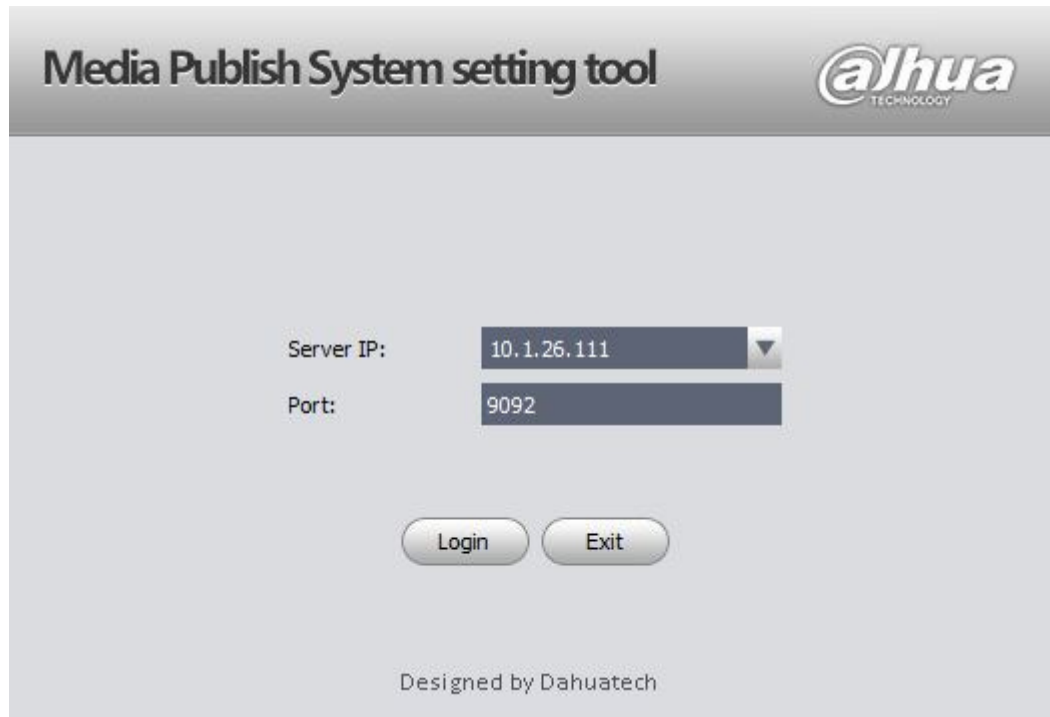 Media Publish System setting tool
alhua
TECHNOLOGY
Server IP: 10.1.26.111
Port: 9092
Login Exit
Designed by Dahuatech